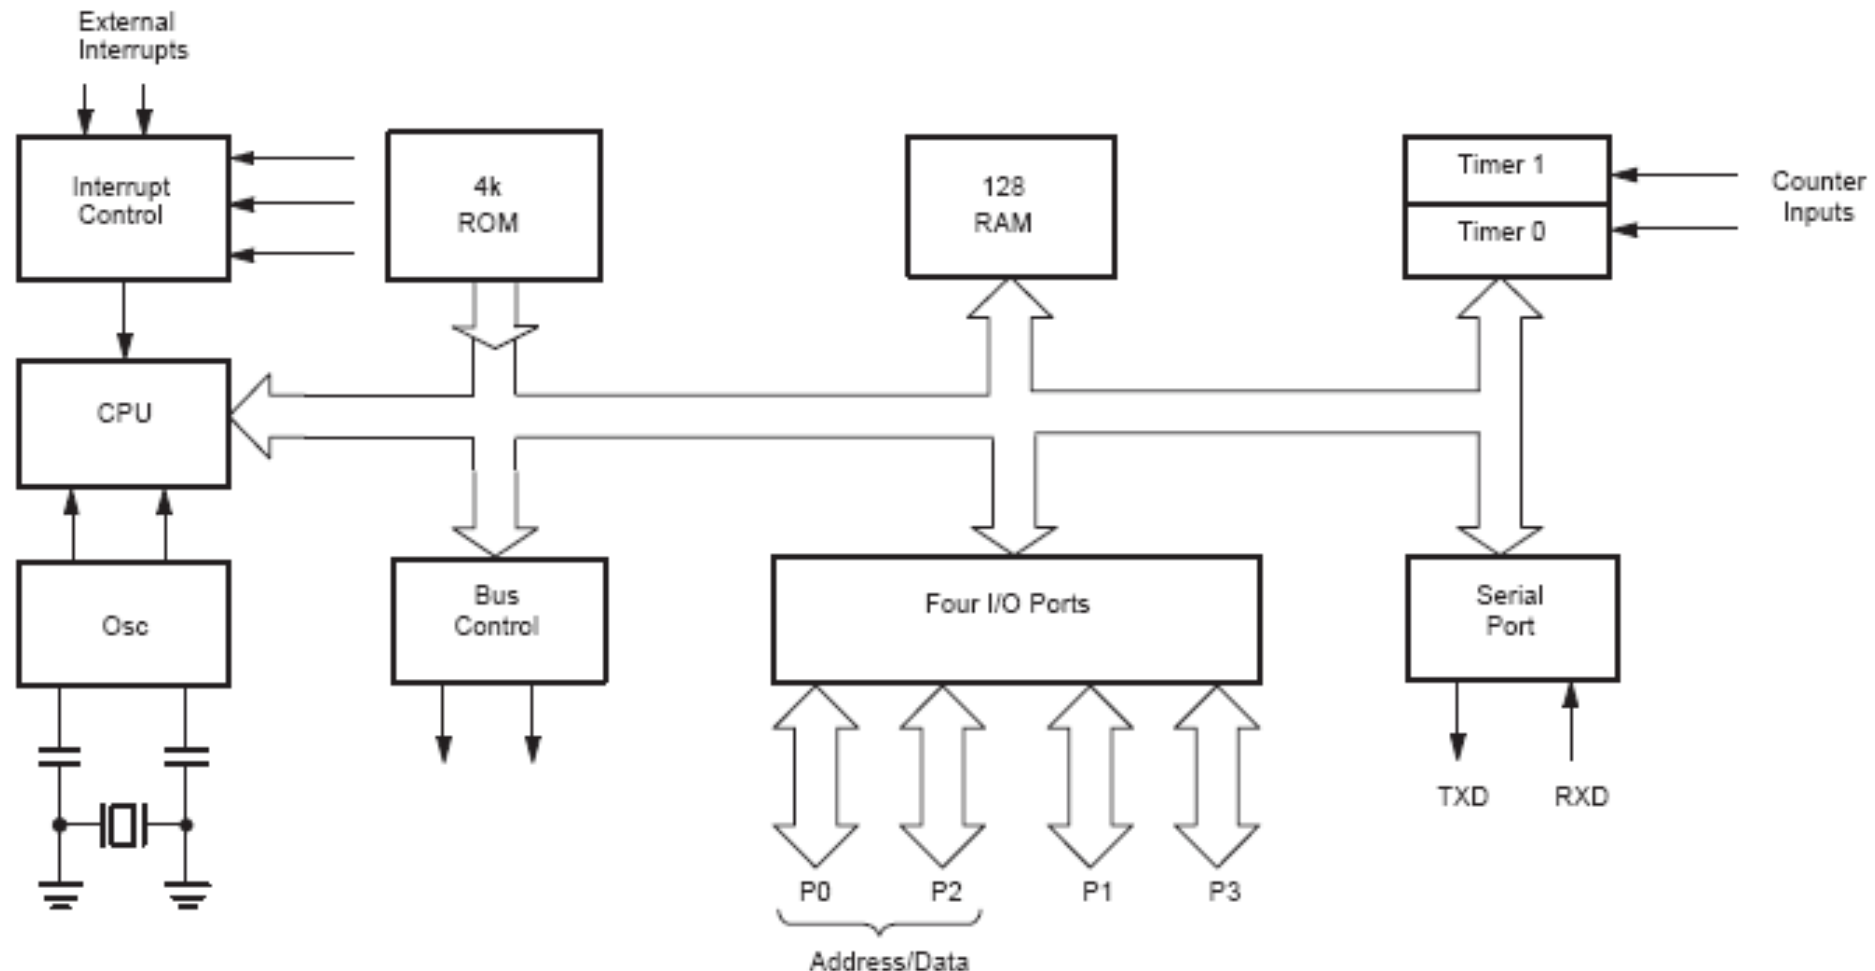 External
Interrupts
Interrupt
Control
4k
ROM
128
RAM
Timer 1
Timer 0
Counter
Inputs
CPU
Osc
Bus
Control
Four I/O Ports
Serial
Port
TXD
RXD
P0
P2
P1
P3
Address/Data